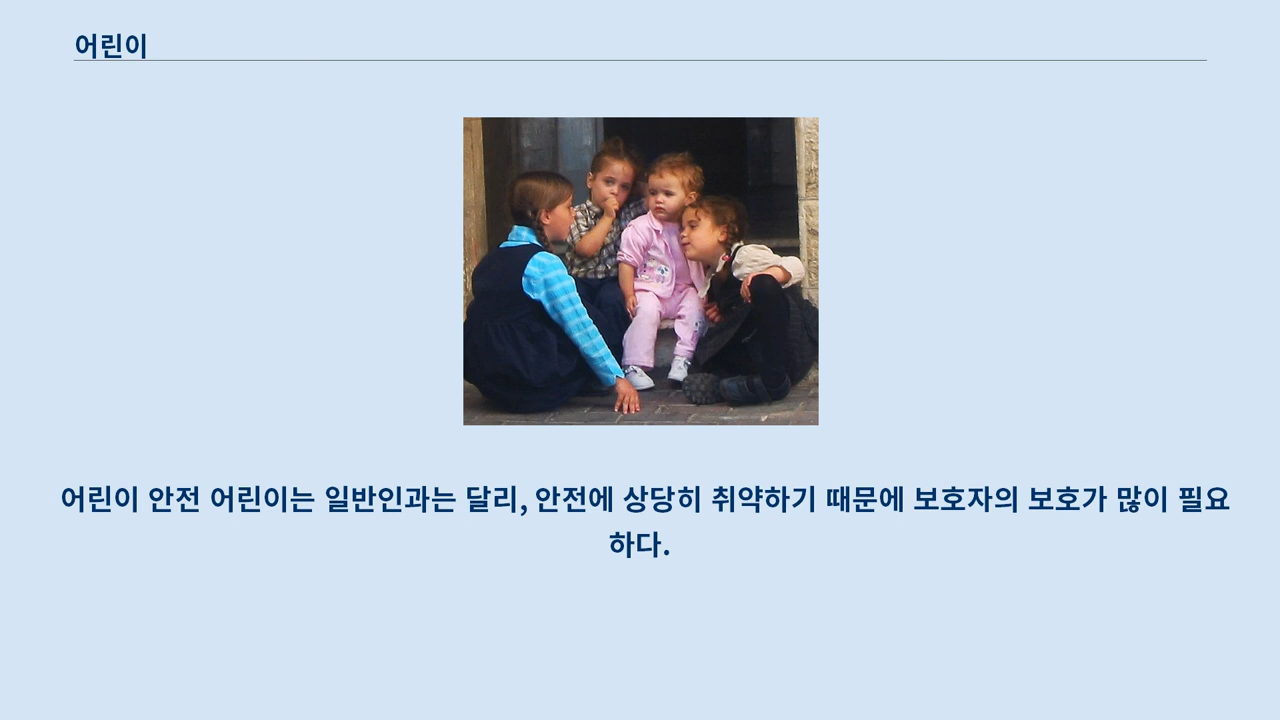 어린이
어린이 안전 어린이는 일반인과는 달리, 안전에 상당히 취약하기 때문에 보호자의 보호가 많이 필요
하다.